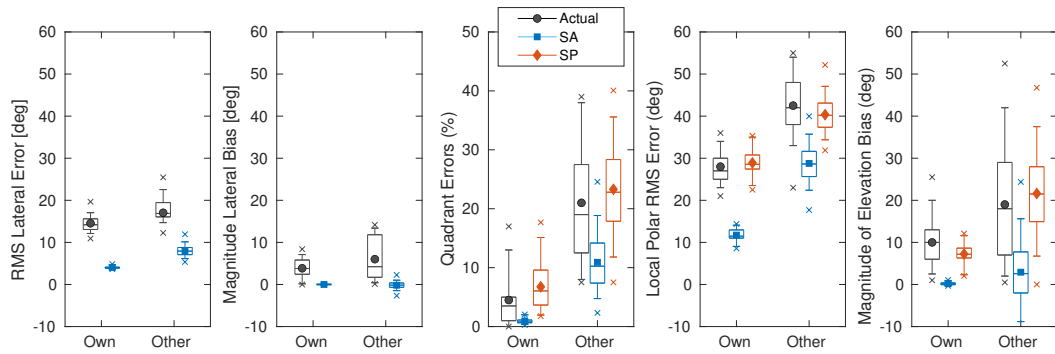 RMS Lateral Error [deg]
60
50
40
30
20
10
0
-10
Own Other
Magnitude Lateral Bias [deg]
60
50
40
30
20
10
0
-10
Own Other
Actual
SA
SP
Quadrant Errors (%)
50
40
30
20
10
0
Own Other
Local Polar RMS Error (deg)
60
50
40
30
20
10
0
-10
Own Other
Magnitude of Elevation Bias (deg)
60
50
40
30
20
10
0
-10
Own Other